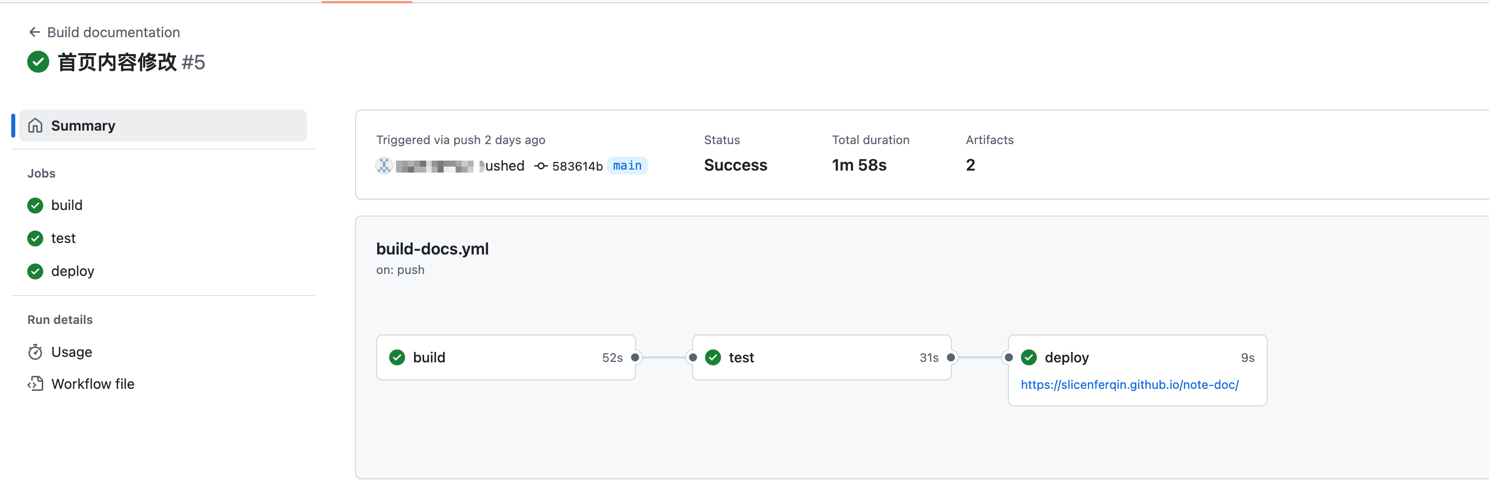 Build documentation
首页内容修改 #5
Summary
Jobs
build
test
deploy
Run details
Usage
Workflow file
Triggered via push 2 days ago
583614b main
Status
Success
Total duration
1m 58s
Artifacts
2
build-docs.yml
on: push
build 52s
test 31s
deploy 9s
https://slicenferqin.github.io/note-doc/